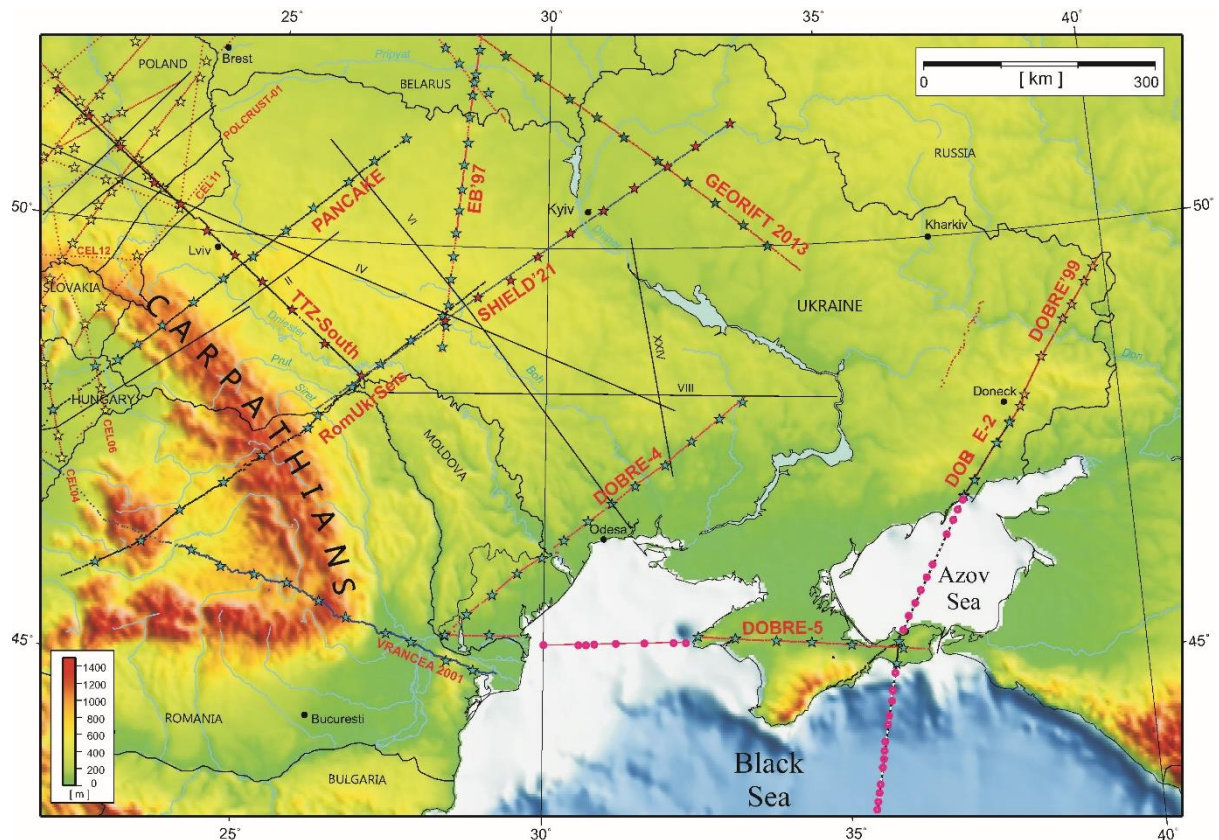 25° 30° 35° 40°
Brest
POLAND
Pripyat
BELARUS
0 [ km ] 300
POLCRUST-01
RUSSIA
CEL11
PANCAKE
EB'97
VI
GEORIFT 2013
50°
50°
Kyiv
Kharkiv
Lviv
CEL12
Dnieper
IV
SLOVAKIA
II
SHIELD'21
DOBRE'99
UKRAINE
TTZ-South
CARPATHIANS
Dniester
XXIV
Don
Prut
Siret
Boh
VIII
Doneck
HUNGARY
RomUkrSeis
CEL06
MOLDOVA
DOBRE-4
DOB E-2
CEL04
Odesa
Azov
Sea
45°
DOBRE-5
45°
VRANCEA 2001
1400
1200
1000
800
600
400
200
0
[ m ]
ROMANIA
Bucuresti
BULGARIA
Black
Sea
25° 30° 35° 40°